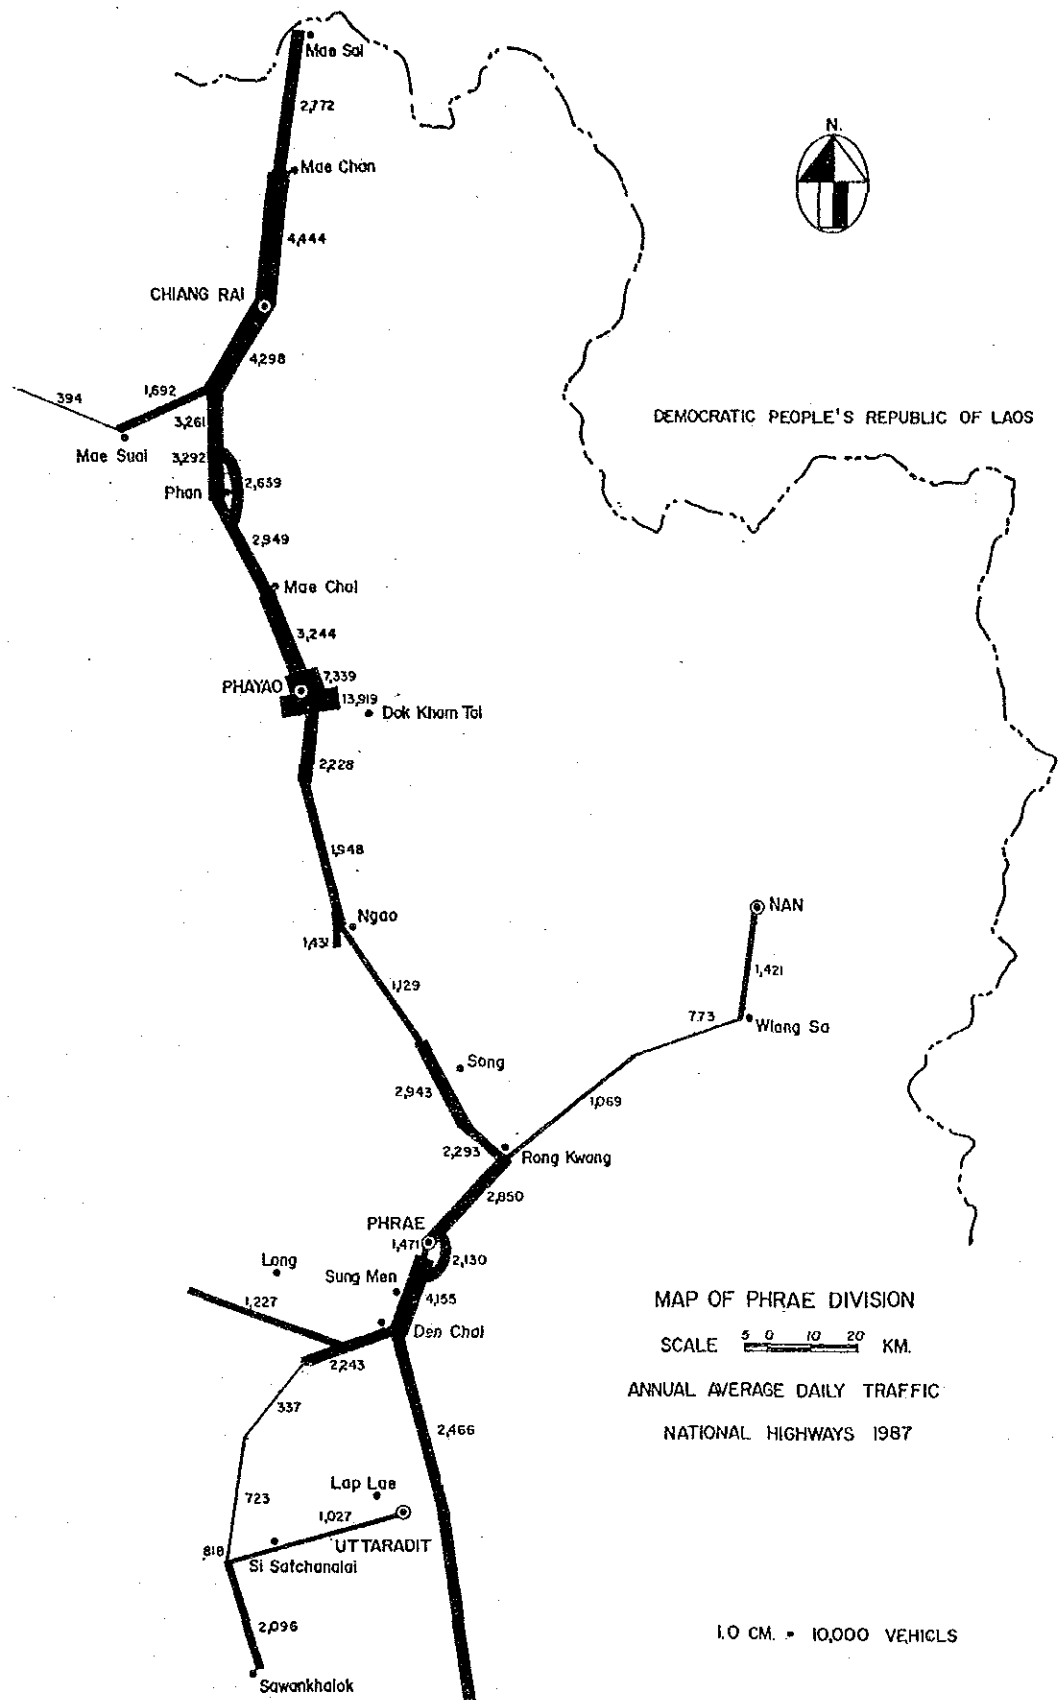 Mae Sai
N.
2,772
Mae Chan
4,444
CHIANG RAI
4,298
394
1,692
3,261
DEMOCRATIC PEOPLE'S REPUBLIC OF LAOS
Mae Suai
3,292
2,639
Phan
2,949
Mae Chai
3,244
7,339
PHAYAO
13,919
Dok Kham Tai
2,228
1,948
NAN
Ngao
1,431
1,421
1,129
773
Wiang Sa
Song
2,943
1,069
2,293
Rong Kwang
2,850
PHRAE
1,471
2,130
Long
Sung Men
1,227
4,155
MAP OF PHRAE DIVISION
Den Chai
SCALE 5 0 10 20 KM.
2,243
ANNUAL AVERAGE DAILY TRAFFIC
337
2,466
NATIONAL HIGHWAYS 1987
Lap Lae
723
1,027
UTTARADIT
818
Si Satchanalai
2,096
1.0 CM. = 10,000 VEHICLS
Sawankhalok